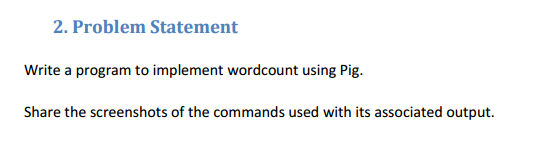 2. Problem Statement
Write a program to implement wordcount using Pig.
Share the screenshots of the commands used with its associated output.